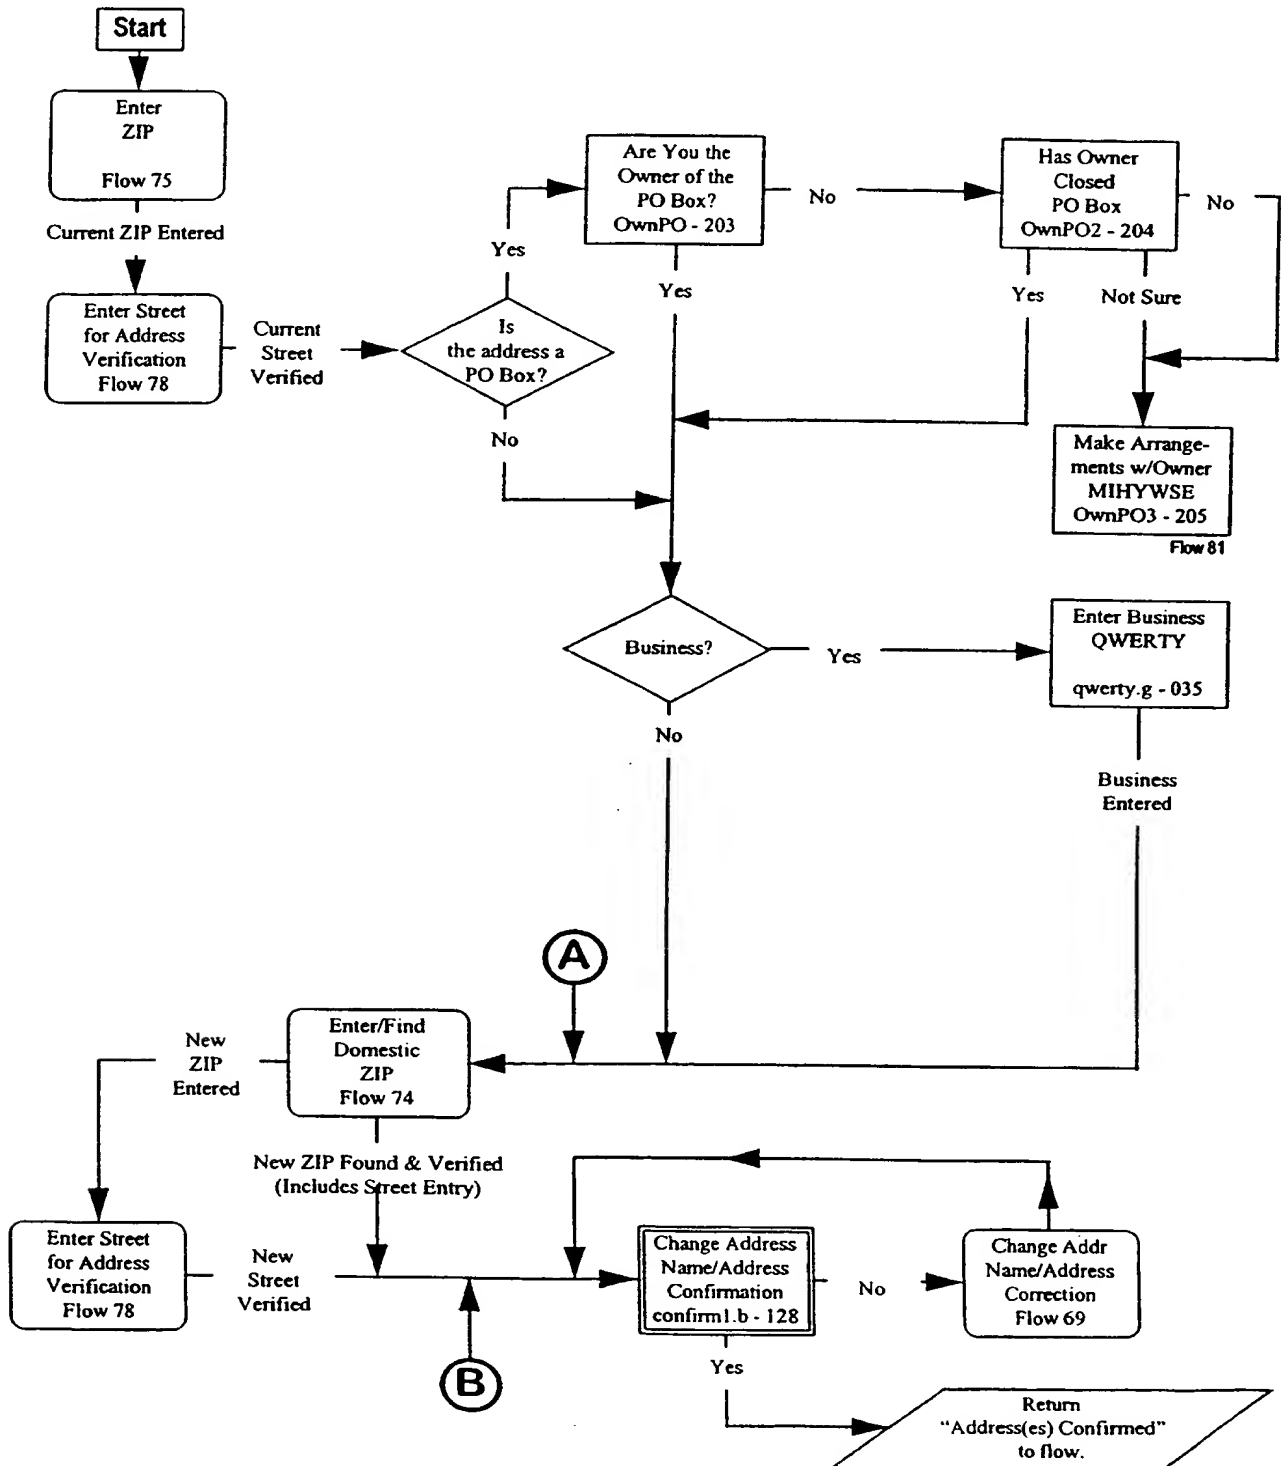 Start
Enter
ZIP
Flow 75
Current ZIP Entered
Enter Street
for Address
Verification
Flow 78
Current
Street
Verified
Is
the address a
PO Box?
Yes
No
Are You the
Owner of the
PO Box?
OwnPO - 203
No
Yes
Has Owner
Closed
PO Box
OwnPO2 - 204
No
Yes
Not Sure
Make Arrange-
ments w/Owner
MIHYWSE
OwnPO3 - 205
Flow 81
Business?
Yes
No
Enter Business
QWERTY
qwerty.g - 035
Business
Entered
A
Enter/Find
Domestic
ZIP
Flow 74
New
ZIP
Entered
New ZIP Found & Verified
(Includes Street Entry)
Enter Street
for Address
Verification
Flow 78
New
Street
Verified
B
Change Address
Name/Address
Confirmation
confirm1.b - 128
No
Change Addr
Name/Address
Correction
Flow 69
Yes
Return
“Address(es) Confirmed”
to flow.